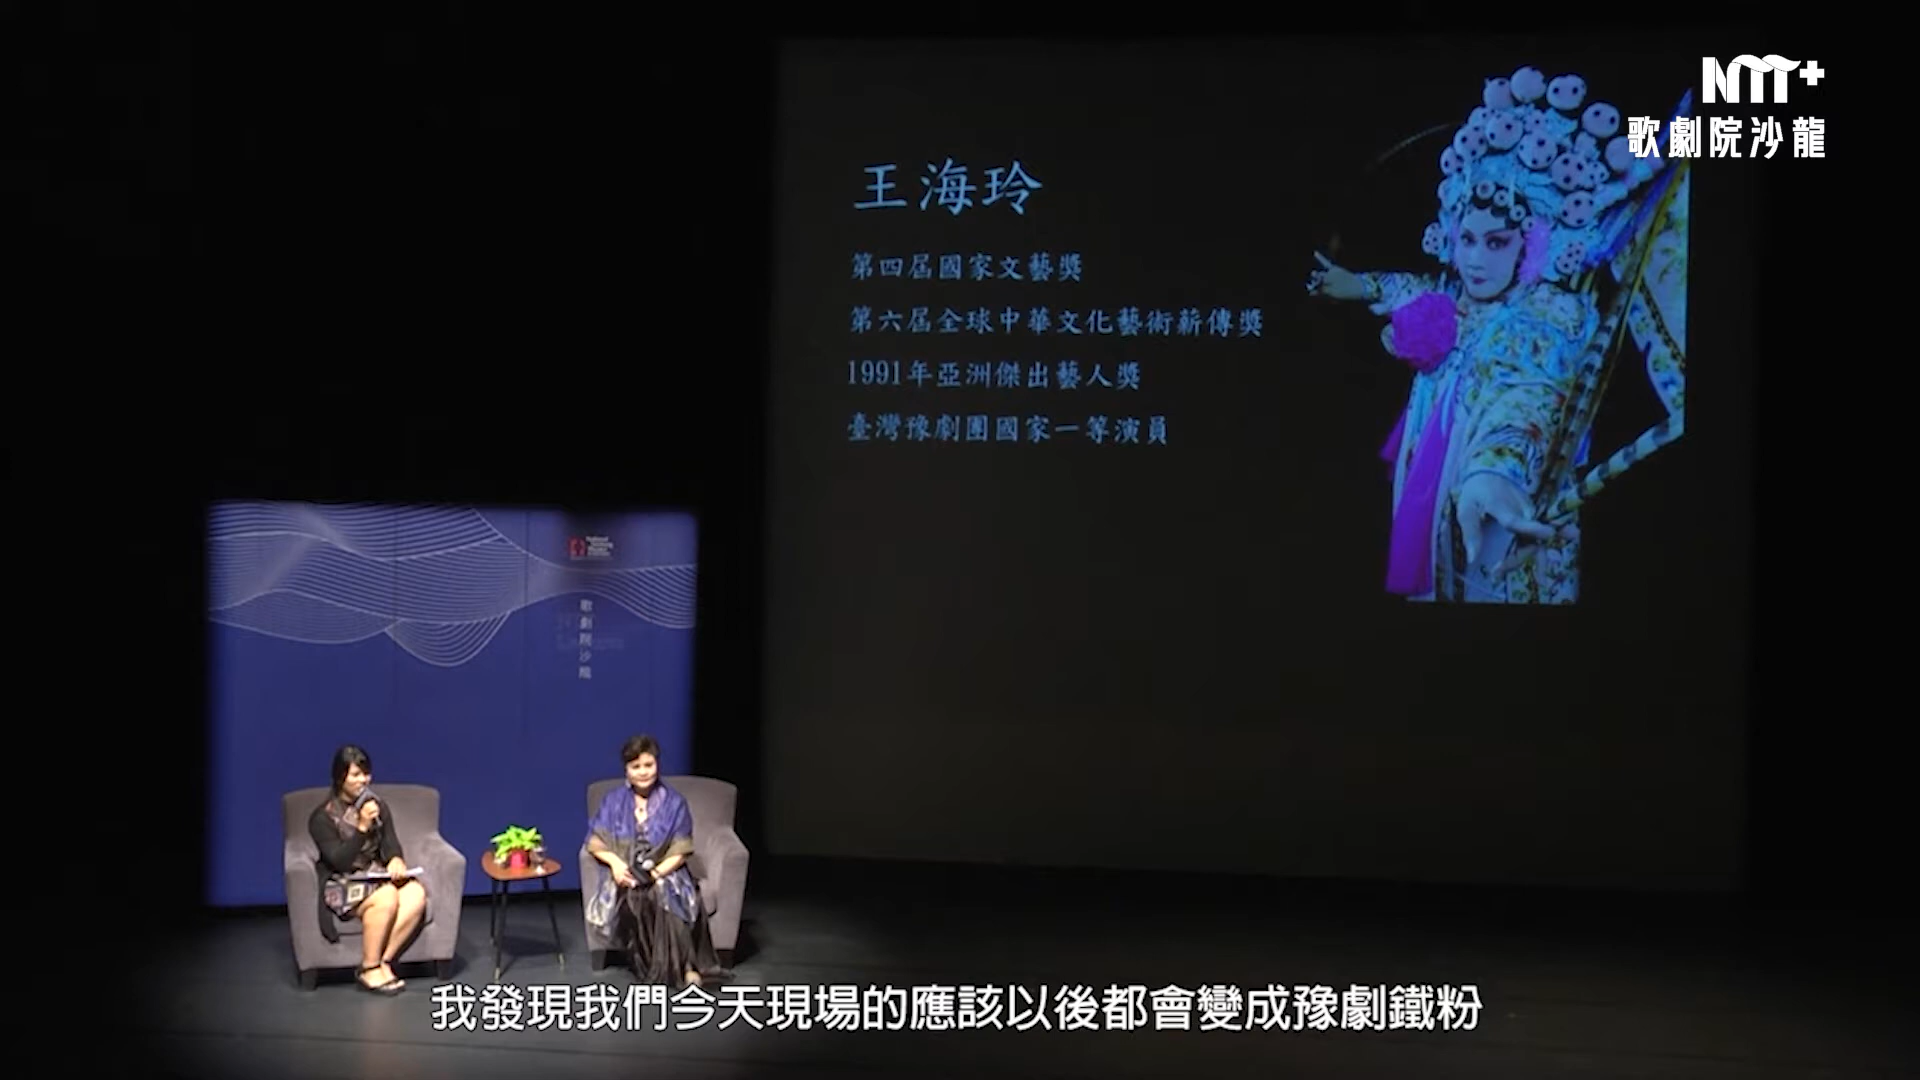 NTT+
歌劇院沙龍
王海玲
第四屆國家文藝獎
第六屆全球中華文化藝術薪傳獎
1991年亞洲傑出藝人獎
臺灣豫劇團國家一等演員
National
Taichung
Theater
歌劇院沙龍
我發現我們今天現場的應該以後都會變成豫劇鐵粉